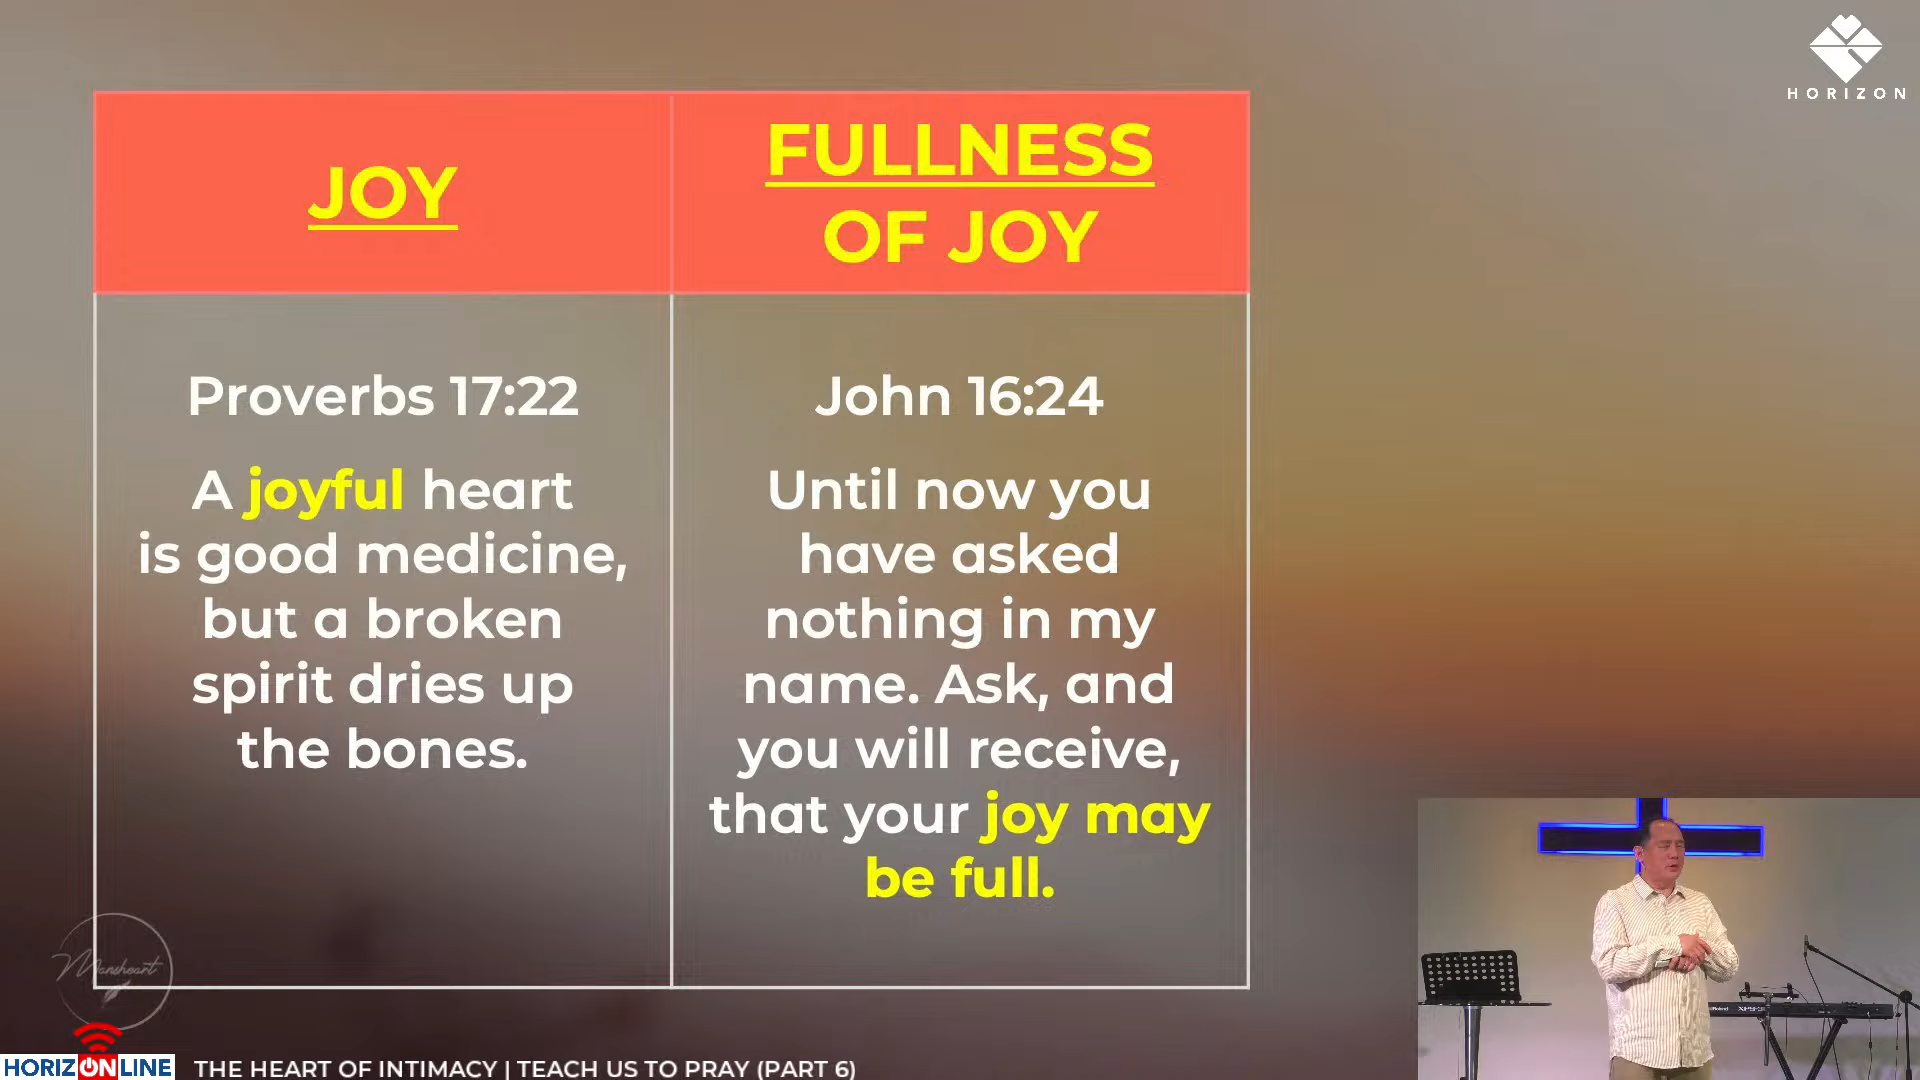 HORIZON
JOY
FULLNESS
OF JOY
Proverbs 17:22
A joyful heart
is good medicine,
but a broken
spirit dries up
the bones.
John 16:24
Until now you
have asked
nothing in my
name. Ask, and
you will receive,
that your joy may
be full.
Mansheart
Roland
HORIZONLINE
THE HEART OF INTIMACY | TEACH US TO PRAY (PART 6)